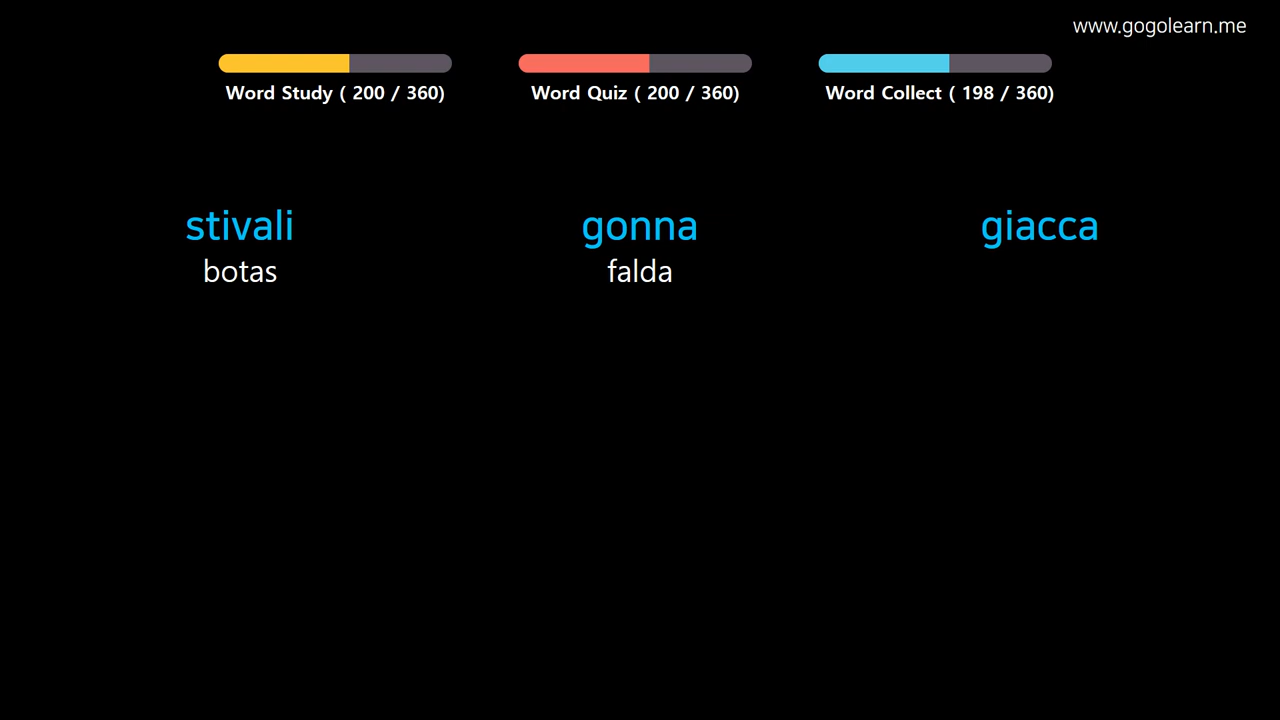 www.gogolearn.me
Word Study ( 200 / 360)
Word Quiz ( 200 / 360)
Word Collect ( 198 / 360)
stivali
botas
gonna
falda
giacca